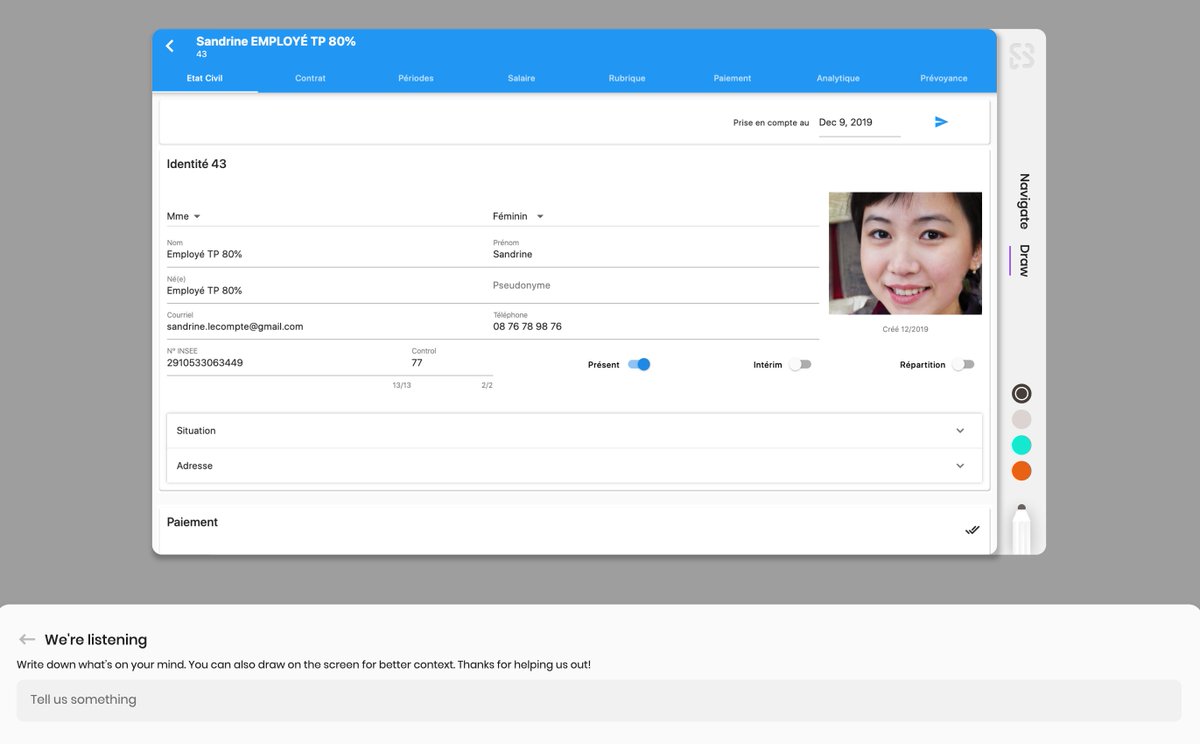 Sandrine EMPLOYÉ TP 80%
43
Etat Civil Contrat Périodes Salaire Rubrique Paiement Analytique Prévoyance
Prise en compte au Dec 9, 2019
Identité 43
Mme Féminin
Nom Prénom
Employé TP 80% Sandrine
Né(e)
Employé TP 80% Pseudonyme
Courriel Téléphone
sandrine.lecompte@gmail.com 08 76 78 98 76
Créé 12/2019
N° INSEE Control
2910533063449 77
Présent Intérim Répartition
13/13 2/2
Situation
Adresse
Paiement
Navigate
Draw
We're listening
Write down what's on your mind. You can also draw on the screen for better context. Thanks for helping us out!
Tell us something